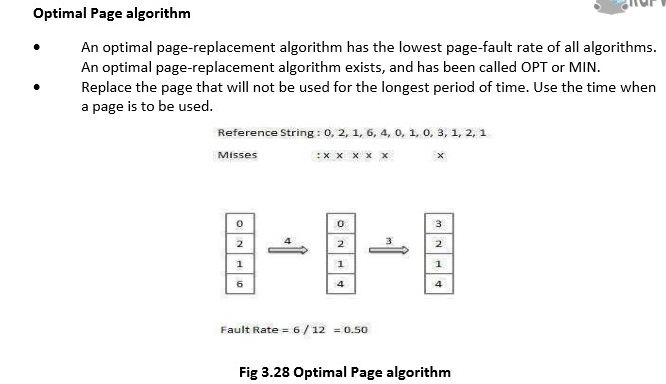 Optimal Page algorithm
• An optimal page-replacement algorithm has the lowest page-fault rate of all algorithms.
An optimal page-replacement algorithm exists, and has been called OPT or MIN.
• Replace the page that will not be used for the longest period of time. Use the time when
a page is to be used.
Reference String : 0, 2, 1, 6, 4, 0, 1, 0, 3, 1, 2, 1
Misses : x x x x x x
0 0 3
4 3
2 2 2
1 1 1
6 4 4
Fault Rate = 6 / 12 = 0.50
Fig 3.28 Optimal Page algorithm